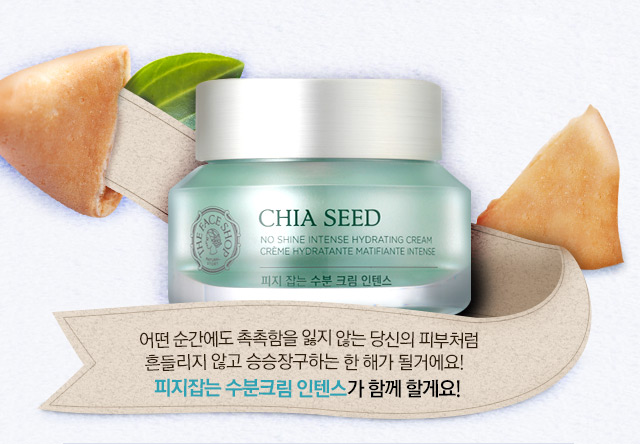 CHIA SEED
NO SHINE INTENSE HYDRATING CREAM
CRÈME HYDRATANTE MATIFIANTE INTENSE
THE FACE SHOP
피지 잡는 수분 크림 인텐스
어떤 순간에도 촉촉함을 잃지 않는 당신의 피부처럼
흔들리지 않고 승승장구하는 한 해가 될거에요!
피지잡는 수분크림 인텐스가 함께 할게요!